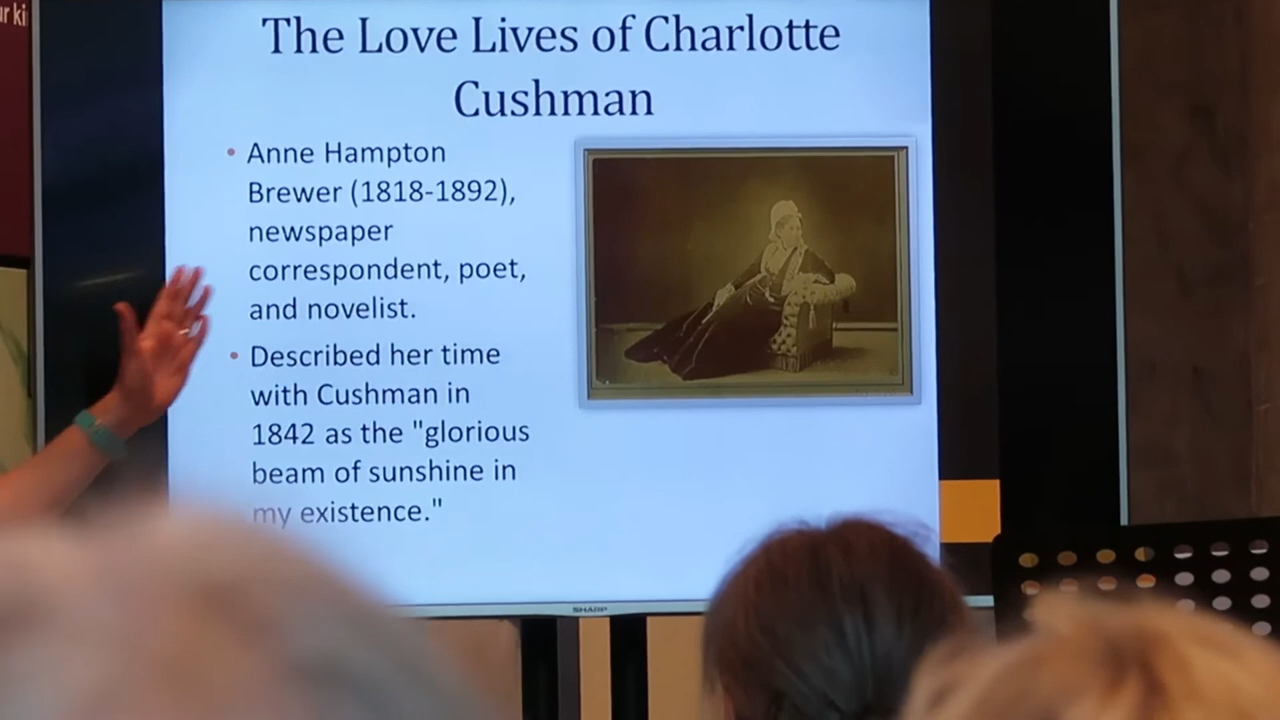 The Love Lives of Charlotte
Cushman
• Anne Hampton
Brewer (1818-1892),
newspaper
correspondent, poet,
and novelist.
• Described her time
with Cushman in
1842 as the "glorious
beam of sunshine in
my existence."
SHARP